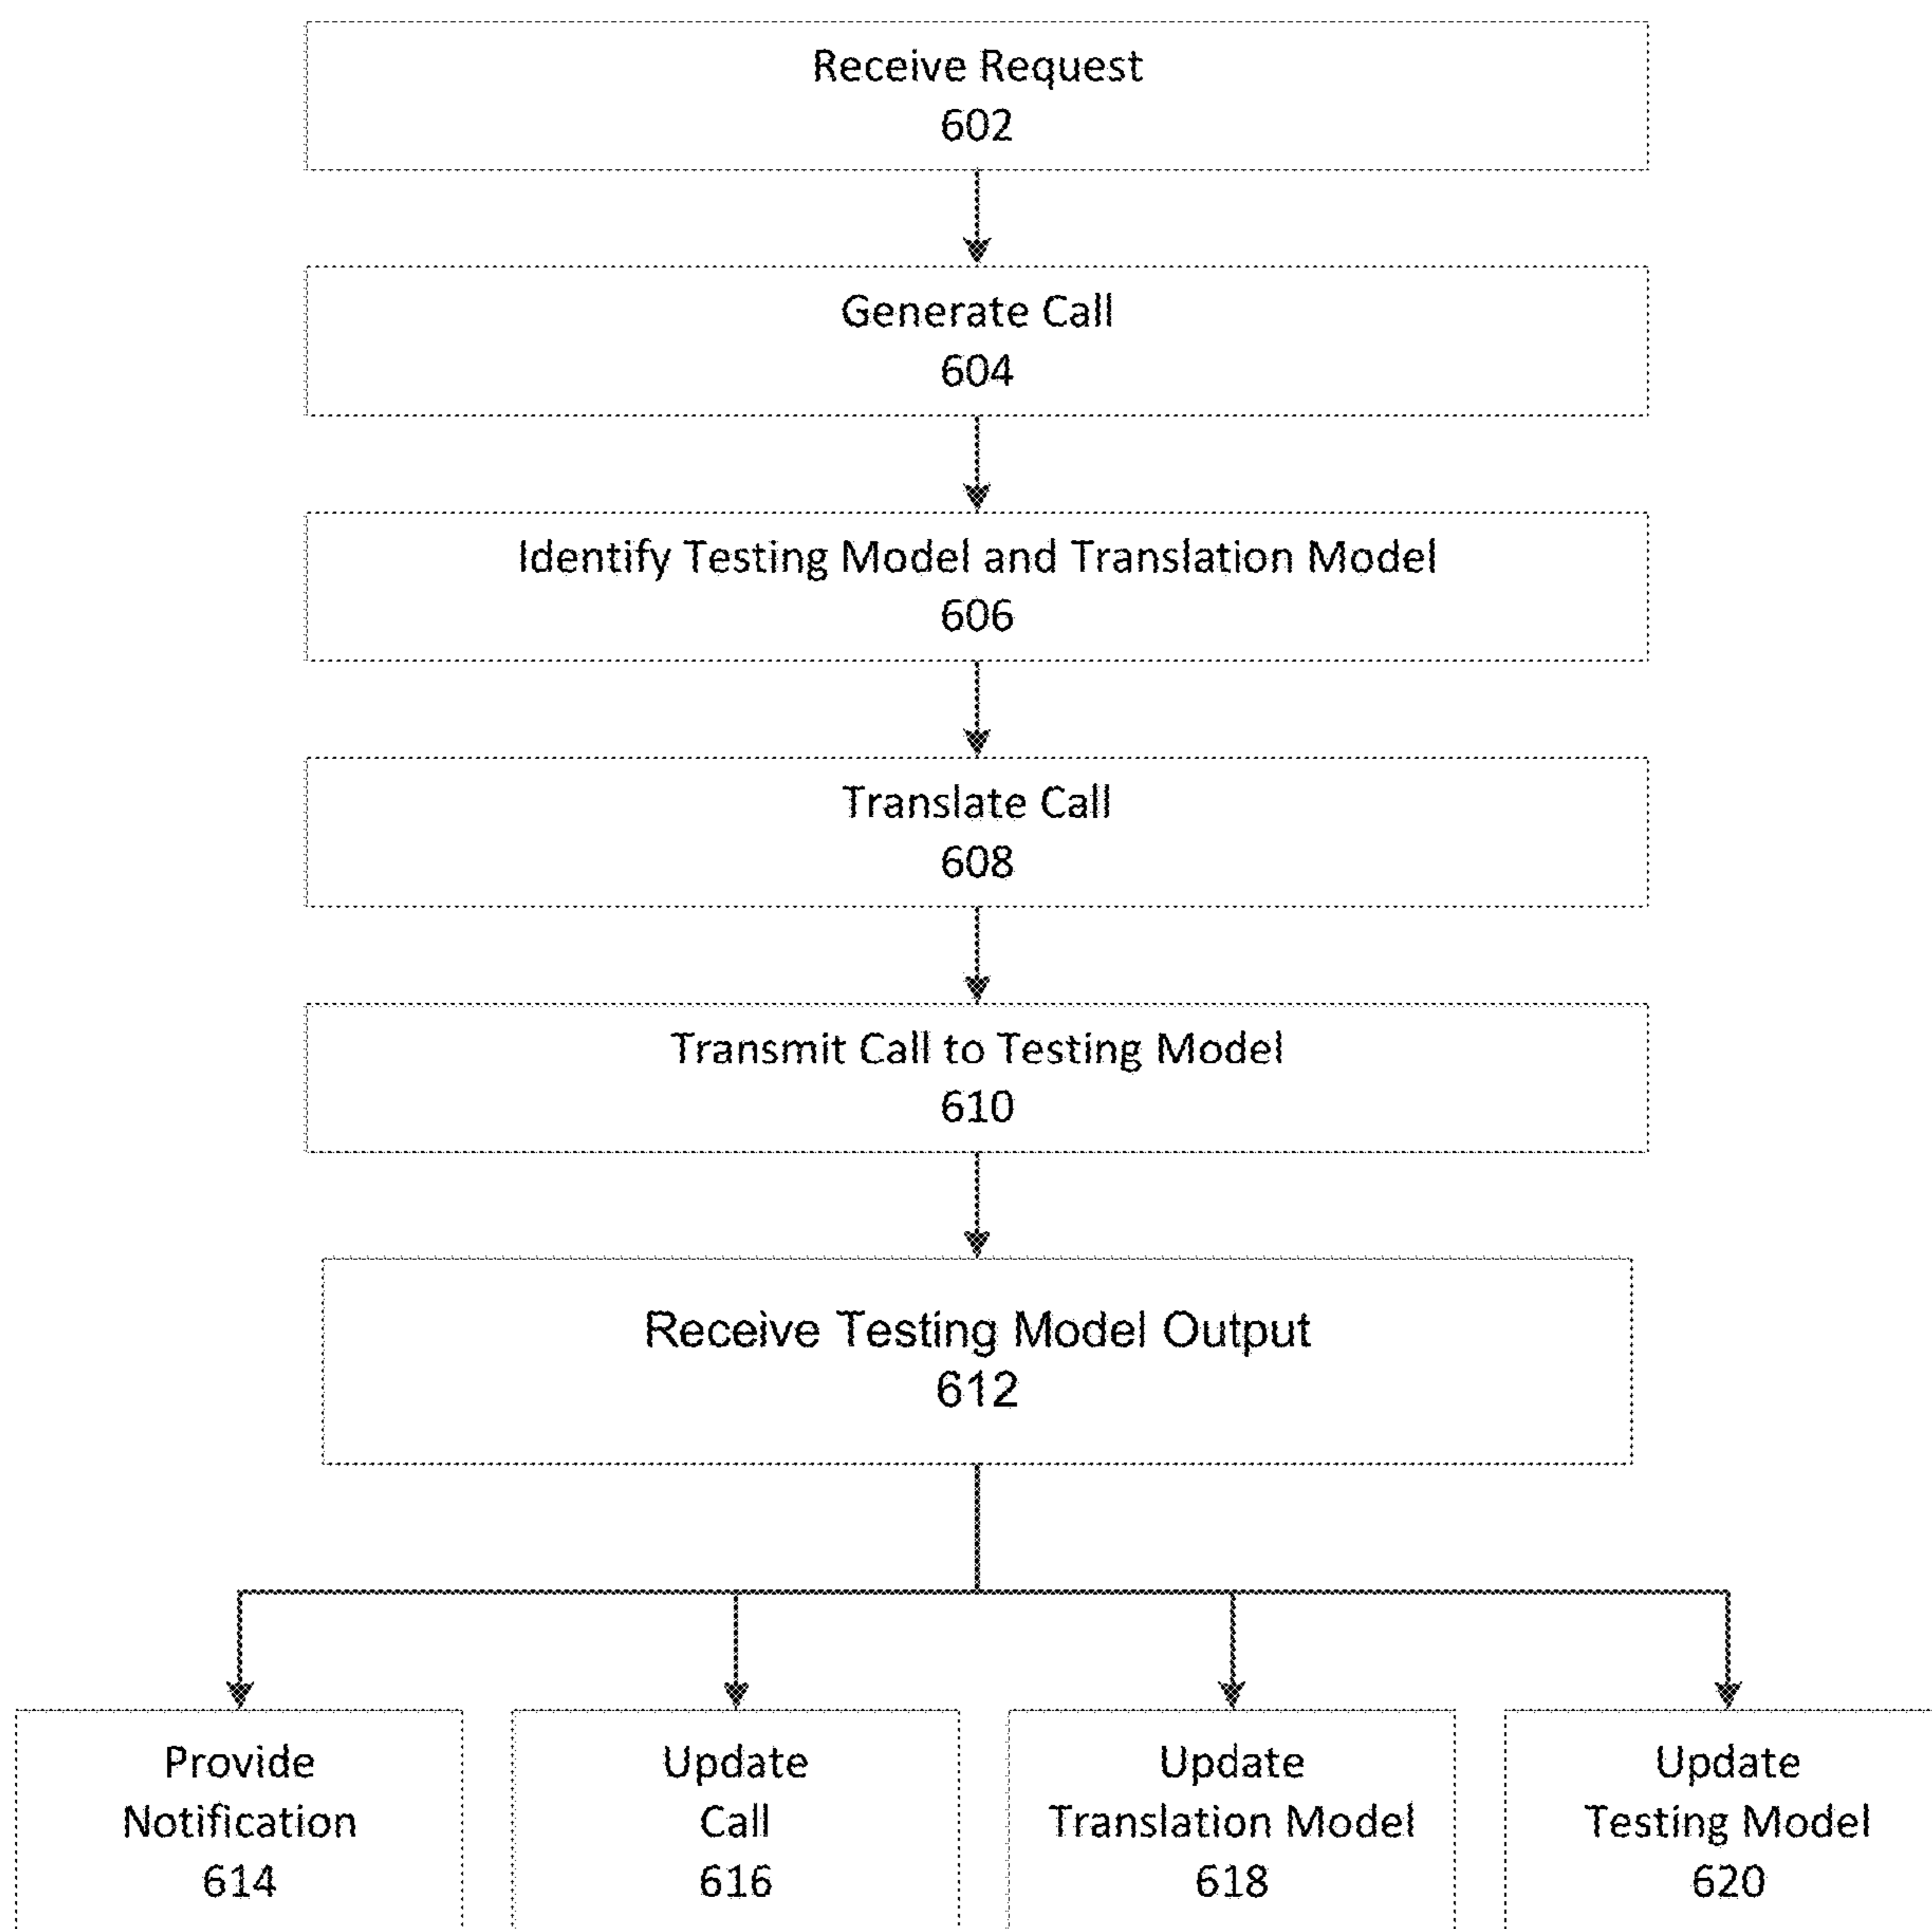 Receive Request
602
Generate Call
604
Identify Testing Model and Translation Model
606
Translate Call
608
Transmit Call to Testing Model
610
Receive Testing Model Output
612
Provide
Notification
614
Update
Call
616
Update
Translation Model
618
Update
Testing Model
620